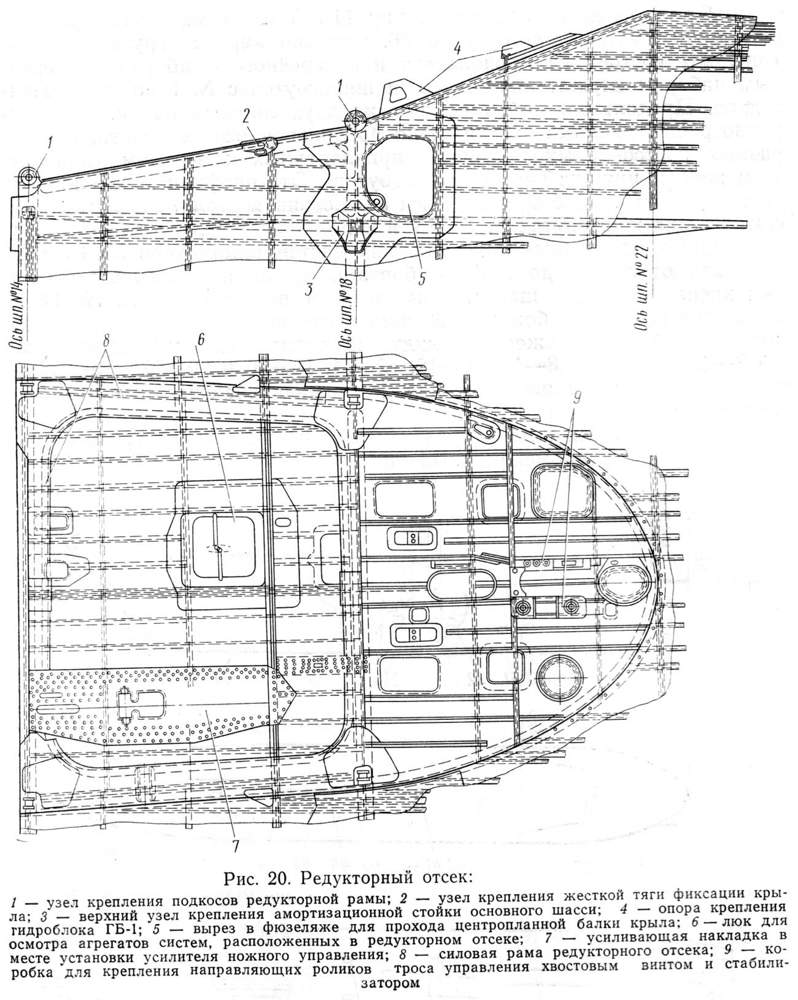 1
1
2
4
3
5
Ось шп.№14
Ось шп.№18
Ось шп. №22
8
6
9
7
Рис. 20. Редукторный отсек:
1 — узел крепления подкосов редукторной рамы; 2 — узел крепления жесткой тяги фиксации кры-
ла; 3 — верхний узел крепления амортизационной стойки основного шасси; 4 — опора крепления
гидроблока ГБ-1; 5 — вырез в фюзеляже для прохода центропланной балки крыла; 6 — люк для
осмотра агрегатов систем, расположенных в редукторном отсеке; 7 — усиливающая накладка в
месте установки усилителя ножного управления; 8 — силовая рама редукторного отсека; 9 — ко-
робка для крепления направляющих роликов троса управления хвостовым винтом и стабили-
затором